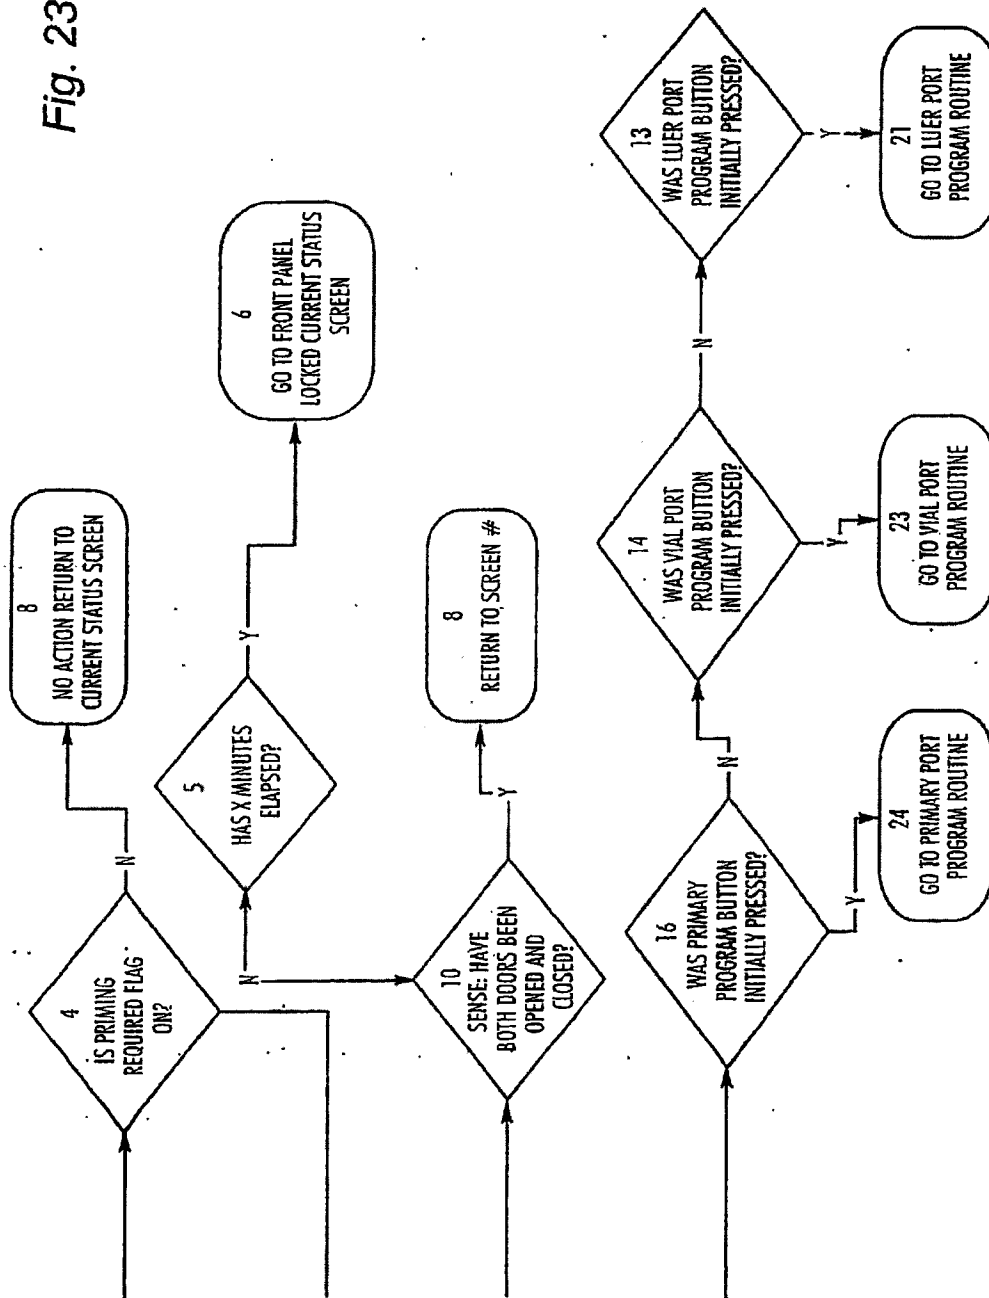 Fig. 23
4
IS PRIMING
REQUIRED FLAG
ON?
N
8
NO ACTION RETURN TO
CURRENT STATUS SCREEN
5
HAS X MINUTES
ELAPSED?
N
Y
6
GO TO FRONT PANEL
LOCKED CURRENT STATUS
SCREEN
10
SENSE: HAVE
BOTH DOORS BEEN
OPENED AND
CLOSED?
Y
8
RETURN TO SCREEN #
16
WAS PRIMARY
PROGRAM BUTTON
INITIALLY PRESSED?
N
Y
24
GO TO PRIMARY PORT
PROGRAM ROUTINE
14
WAS VIAL PORT
PROGRAM BUTTON
INITIALLY PRESSED?
N
Y
23
GO TO VIAL PORT
PROGRAM ROUTINE
13
WAS LUER PORT
PROGRAM BUTTON
INITIALLY PRESSED?
Y
21
GO TO LUER PORT
PROGRAM ROUTINE